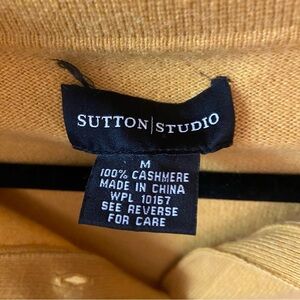 SUTTON|STUDIO
M
100% CASHMERE
MADE IN CHINA
WPL 10167
SEE REVERSE
FOR CARE